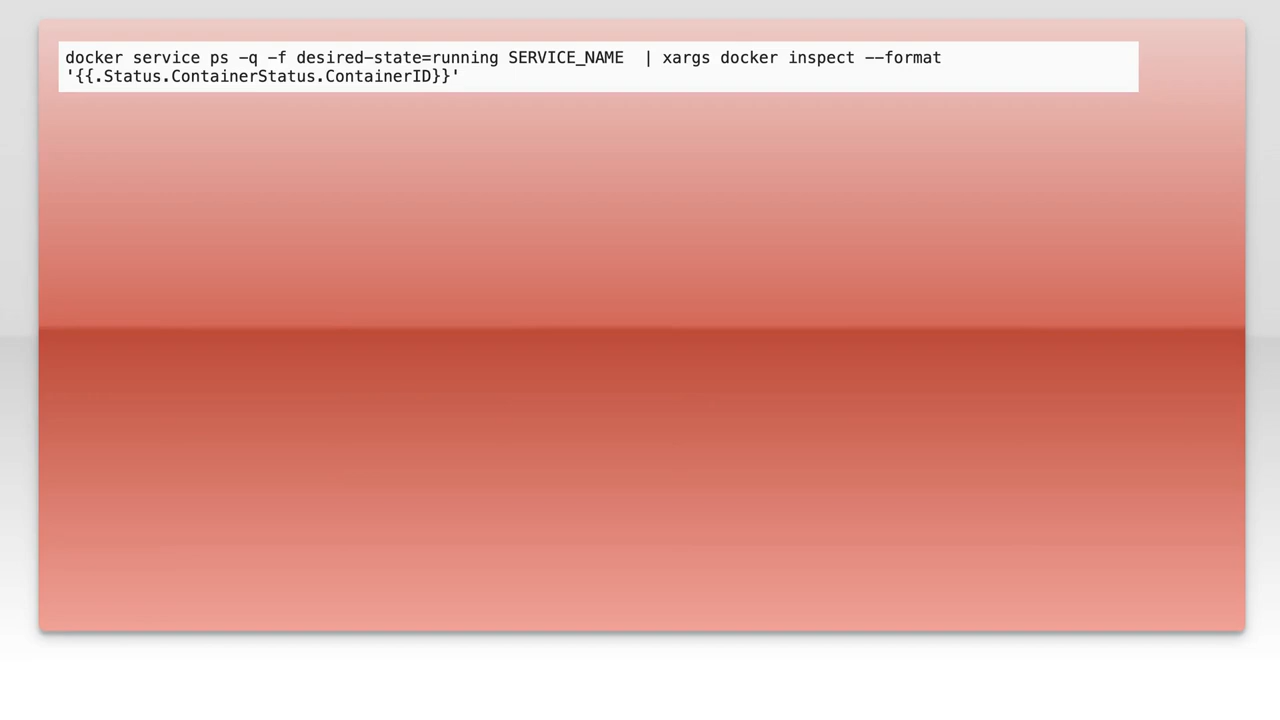 docker service ps -q -f desired-state=running SERVICE_NAME  | xargs docker inspect --format
'{{.Status.ContainerStatus.ContainerID}}'